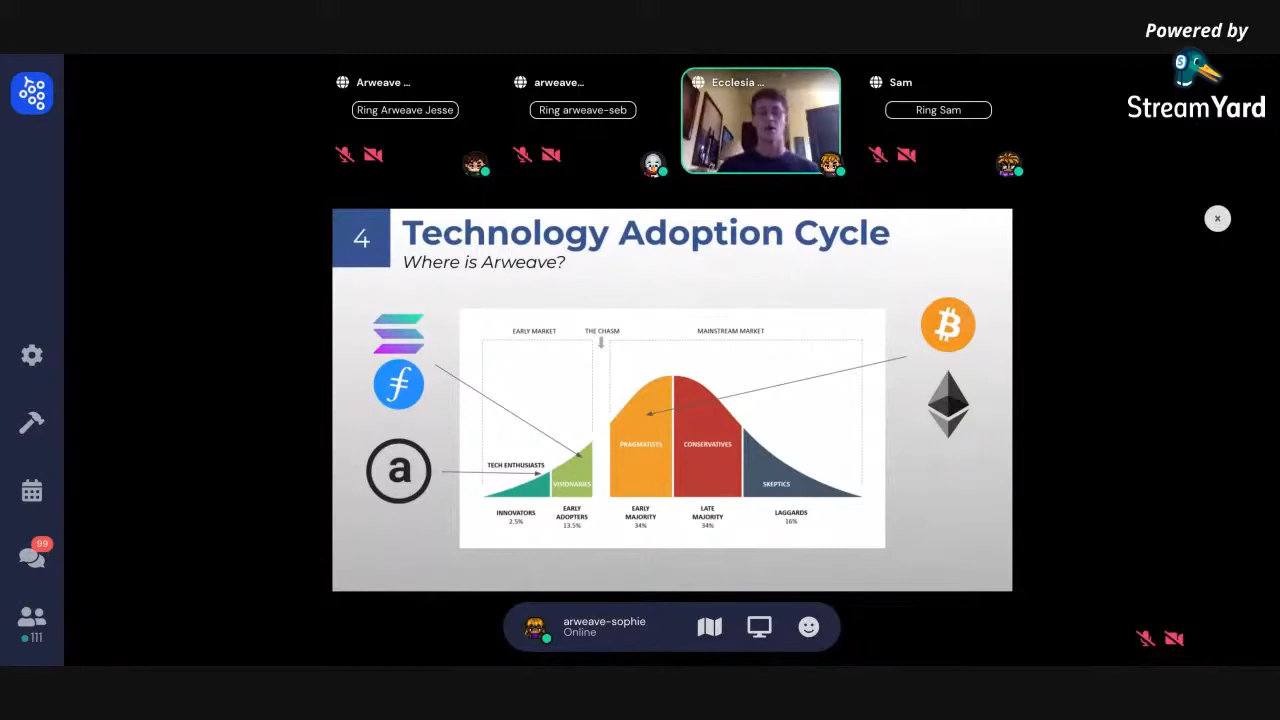 Powered by
StreamYard
Arweave ...
Ring Arweave Jesse
arweave...
Ring arweave-seb
Ecclesia ...
Sam
Ring Sam
4
Technology Adoption Cycle
Where is Arweave?
EARLY MARKET
THE CHASM
MAINSTREAM MARKET
TECH ENTHUSIASTS
VISIONARIES
PRAGMATISTS
CONSERVATIVES
SKEPTICS
INNOVATORS
2.5%
EARLY
ADOPTERS
13.5%
EARLY
MAJORITY
34%
LATE
MAJORITY
34%
LAGGARDS
16%
a
99
111
arweave-sophie
Online